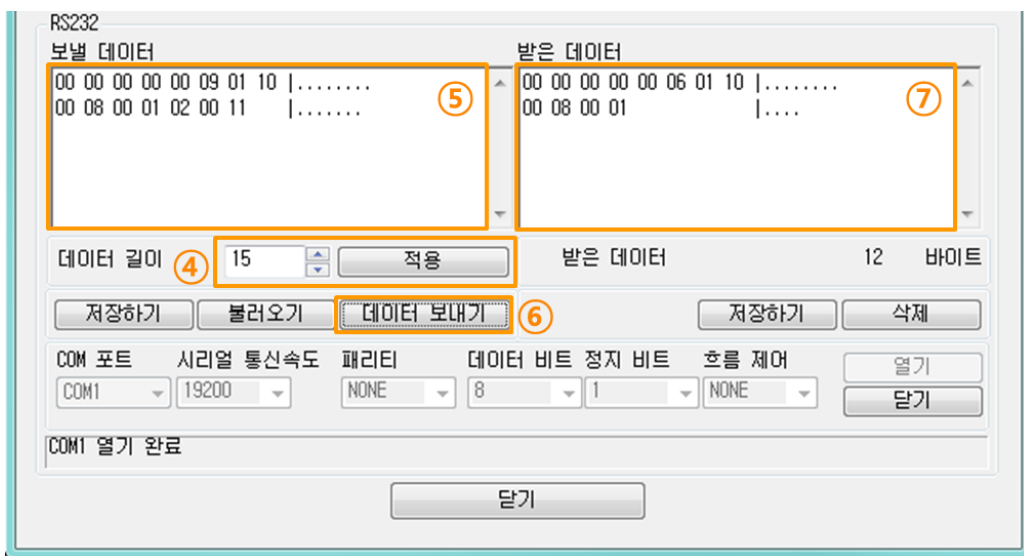 RS232
보낼 데이터
받은 데이터
00 00 00 00 00 09 01 10 |........
00 08 00 01 02 00 11 |.......
⑤
00 00 00 00 00 06 01 10 |........
00 08 00 01 |....
⑦
데이터 길이
④
15
적용
받은 데이터
12
바이트
저장하기
불러오기
데이터 보내기
⑥
저장하기
삭제
COM 포트
시리얼 통신속도
패리티
데이터 비트
정지 비트
흐름 제어
열기
COM1
19200
NONE
8
1
NONE
닫기
COM1 열기 완료
닫기